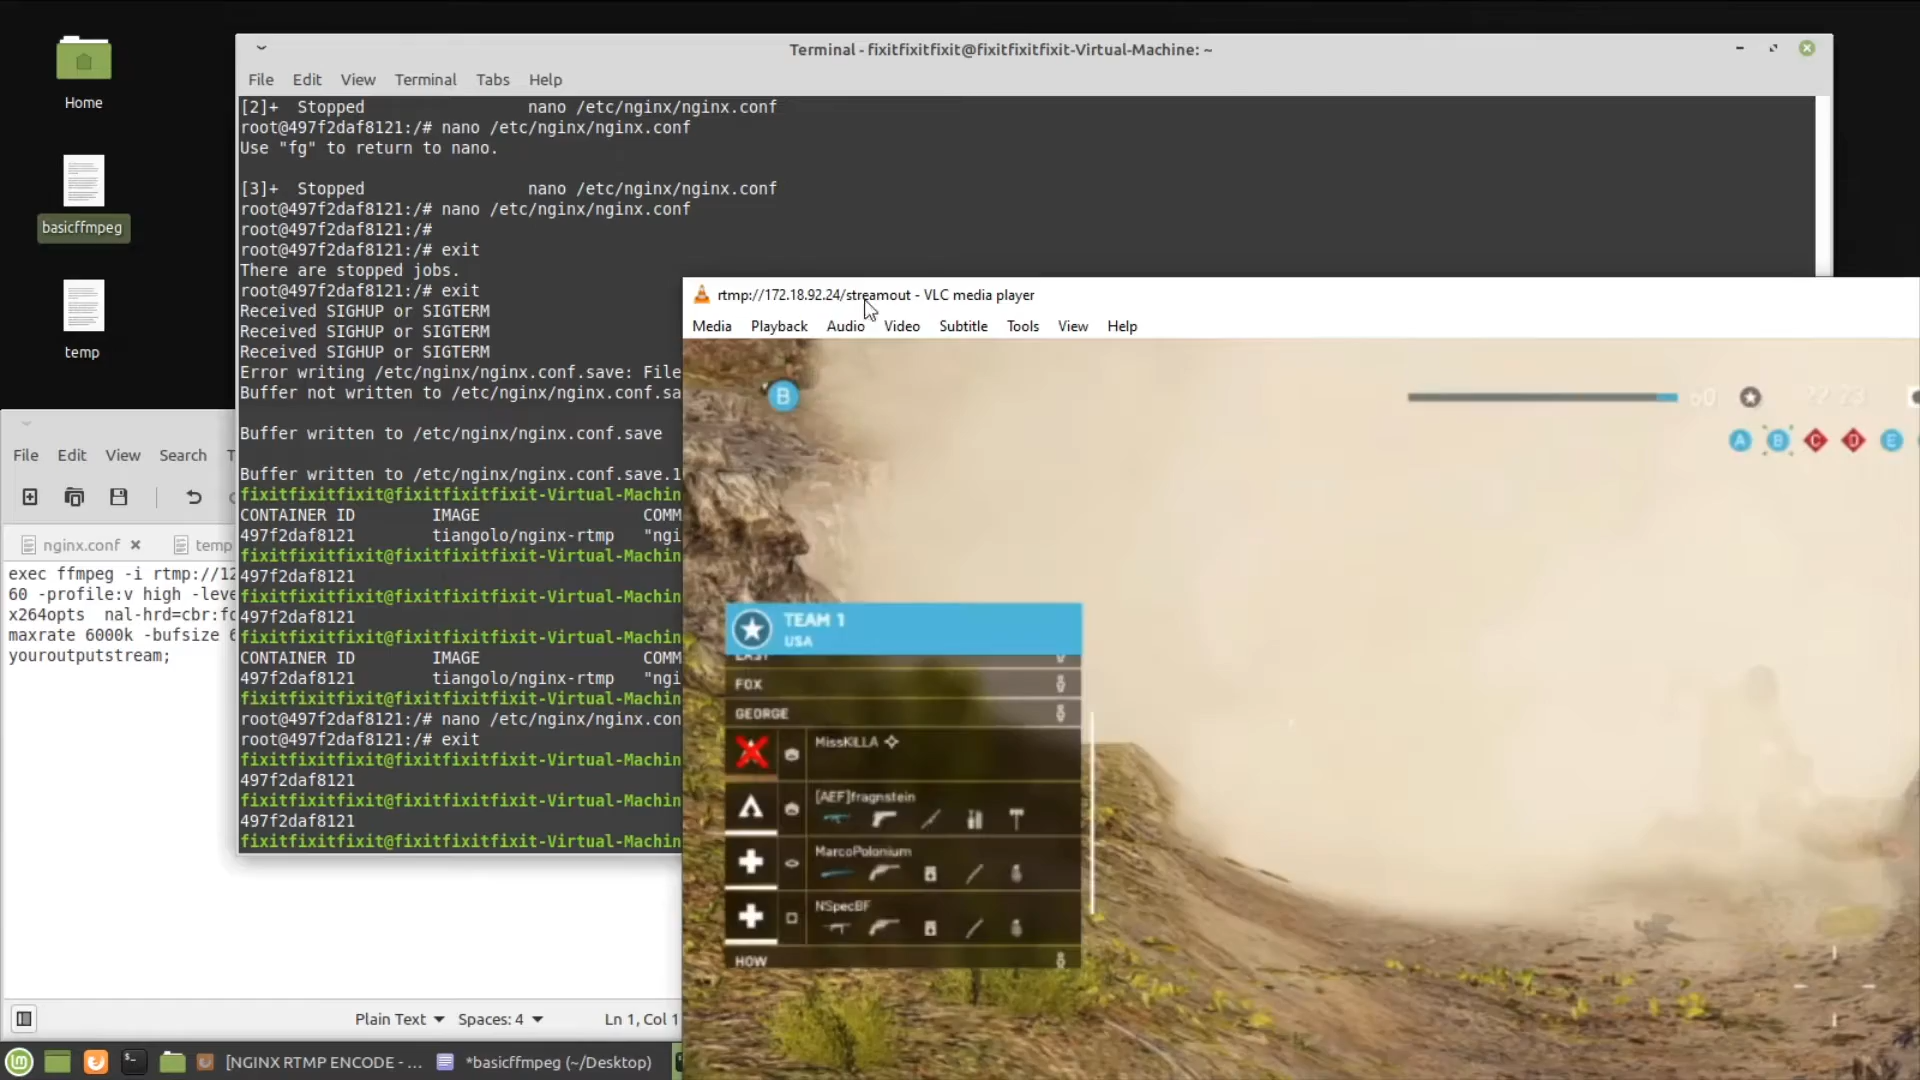 Home
basicffmpeg
temp
Terminal - fixitfixitfixit@fixitfixitfixit-Virtual-Machine: ~
File Edit View Terminal Tabs Help
[2]+  Stopped                 nano /etc/nginx/nginx.conf
root@497f2daf8121:/# nano /etc/nginx/nginx.conf
Use "fg" to return to nano.
[3]+  Stopped                 nano /etc/nginx/nginx.conf
root@497f2daf8121:/# nano /etc/nginx/nginx.conf
root@497f2daf8121:/#
root@497f2daf8121:/# exit
There are stopped jobs.
root@497f2daf8121:/# exit
Received SIGHUP or SIGTERM
Received SIGHUP or SIGTERM
Received SIGHUP or SIGTERM
Error writing /etc/nginx/nginx.conf.save: File
Buffer not written to /etc/nginx/nginx.conf.sa
Buffer written to /etc/nginx/nginx.conf.save
Buffer written to /etc/nginx/nginx.conf.save.1
fixitfixitfixit@fixitfixitfixit-Virtual-Machin
CONTAINER ID        IMAGE                 COMM
497f2daf8121        tiangolo/nginx-rtmp   "ngi
fixitfixitfixit@fixitfixitfixit-Virtual-Machin
497f2daf8121
fixitfixitfixit@fixitfixitfixit-Virtual-Machin
497f2daf8121
fixitfixitfixit@fixitfixitfixit-Virtual-Machin
CONTAINER ID        IMAGE                 COMM
497f2daf8121        tiangolo/nginx-rtmp   "ngi
fixitfixitfixit@fixitfixitfixit-Virtual-Machin
root@497f2daf8121:/# nano /etc/nginx/nginx.con
root@497f2daf8121:/# exit
fixitfixitfixit@fixitfixitfixit-Virtual-Machin
497f2daf8121
fixitfixitfixit@fixitfixitfixit-Virtual-Machin
497f2daf8121
fixitfixitfixit@fixitfixitfixit-Virtual-Machin
File Edit View Search T
nginx.conf temp
exec ffmpeg -i rtmp://12
60 -profile:v high -leve
x264opts  nal-hrd=cbr:fo
maxrate 6000k -bufsize 6
youroutputstream;
Plain Text Spaces: 4 Ln 1, Col 1
rtmp://172.18.92.24/streamout - VLC media player
Media Playback Audio Video Subtitle Tools View Help
B
A B C D E
TEAM 1
USA
EAST
FOX
GEORGE
MissKILLA
[AEF]fragnstein
MarcoPolonium
NSpecBF
HOW
[NGINX RTMP ENCODE - ... *basicffmpeg (~/Desktop)